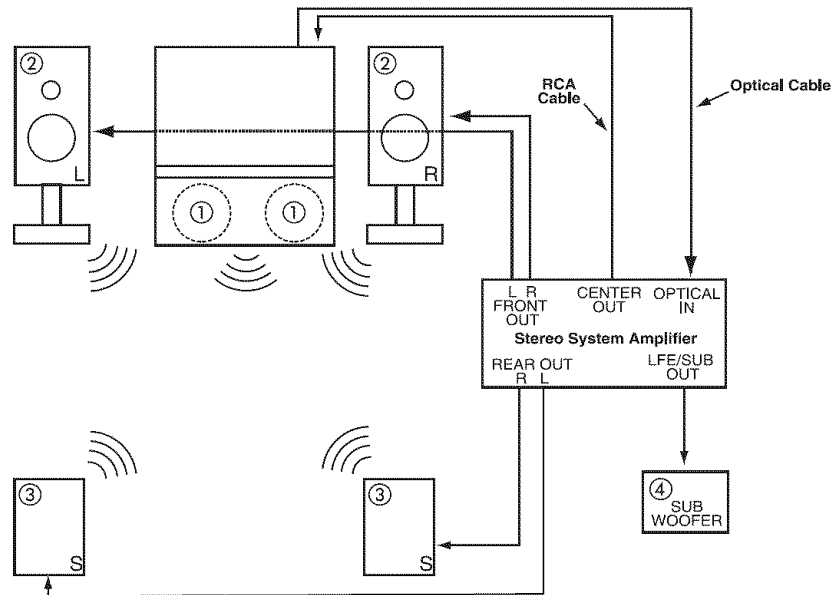 ②
②
RCA
Cable
Optical Cable
L
R
①
①
L R
FRONT
OUT
CENTER
OUT
OPTICAL
IN
Stereo System Amplifier
REAR OUT
R L
LFE/SUB
OUT
③
③
④
SUB
WOOFER
S
S